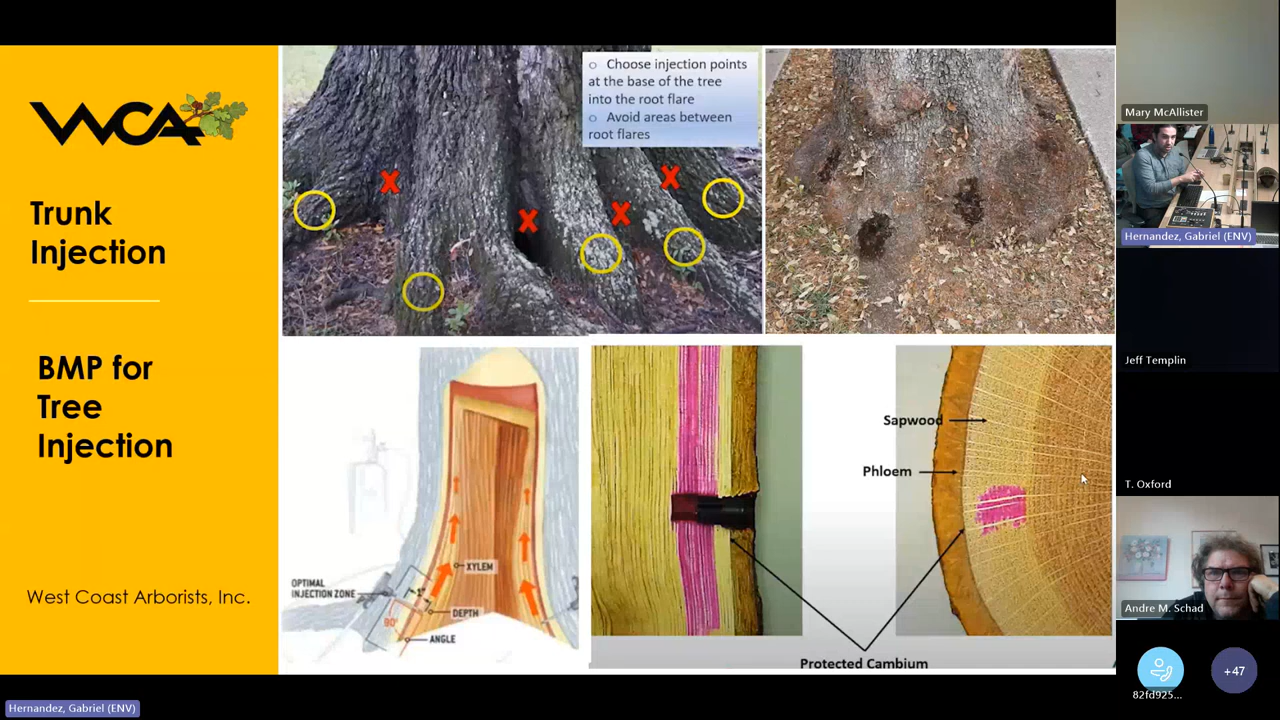 WCA
Trunk
Injection
BMP for
Tree
Injection
West Coast Arborists, Inc.
o Choose injection points
at the base of the tree
into the root flare
o Avoid areas between
root flares
X
X
X
X
OPTIMAL
INJECTION ZONE
XYLEM
1"
DEPTH
90°
ANGLE
Sapwood
Phloem
Protected Cambium
Mary McAllister
Hernandez, Gabriel (ENV)
Jeff Templin
T. Oxford
Andre M. Schad
82fd925...
+47
Hernandez, Gabriel (ENV)